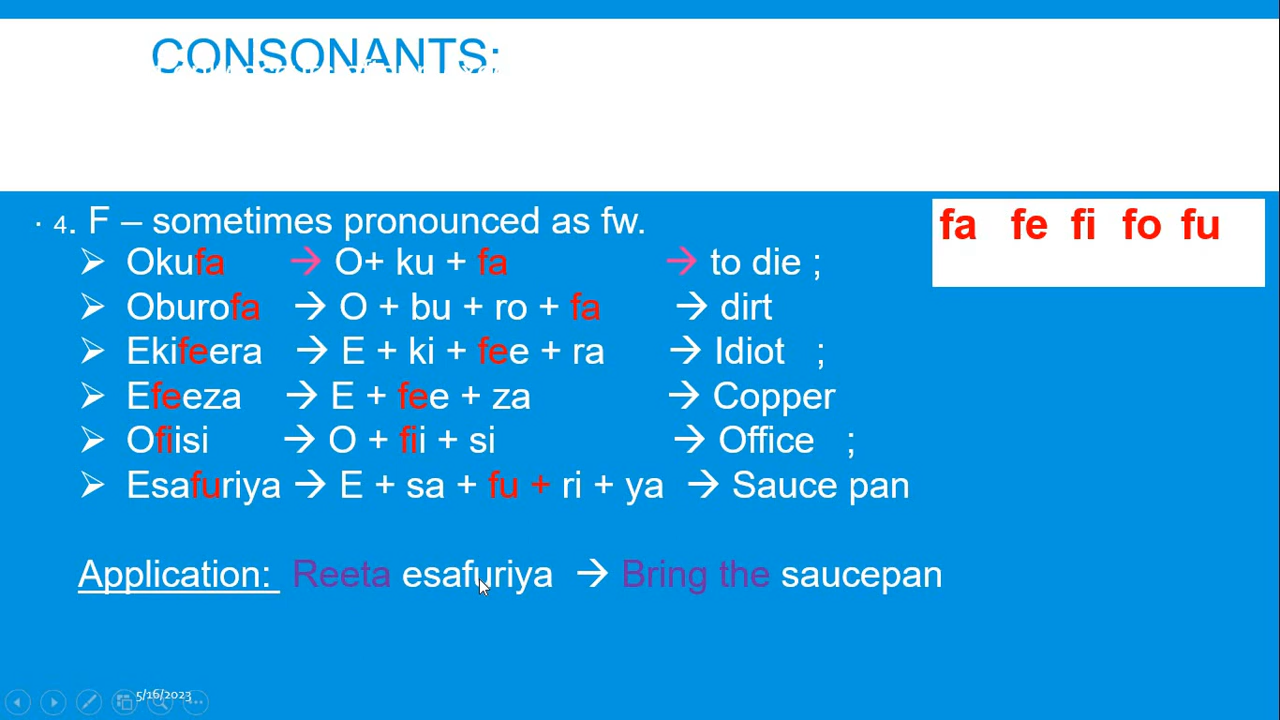 CONSONANTS:
· 4. F – sometimes pronounced as fw.
fa fe fi fo fu
➢ Okufa → O+ ku + fa → to die ;
➢ Oburofa → O + bu + ro + fa → dirt
➢ Ekifeera → E + ki + fee + ra → Idiot ;
➢ Efeeza → E + fee + za → Copper
➢ Ofiisi → O + fii + si → Office ;
➢ Esafuriya → E + sa + fu + ri + ya → Sauce pan
Application: Reeta esafuriya → Bring the saucepan
5/16/2023